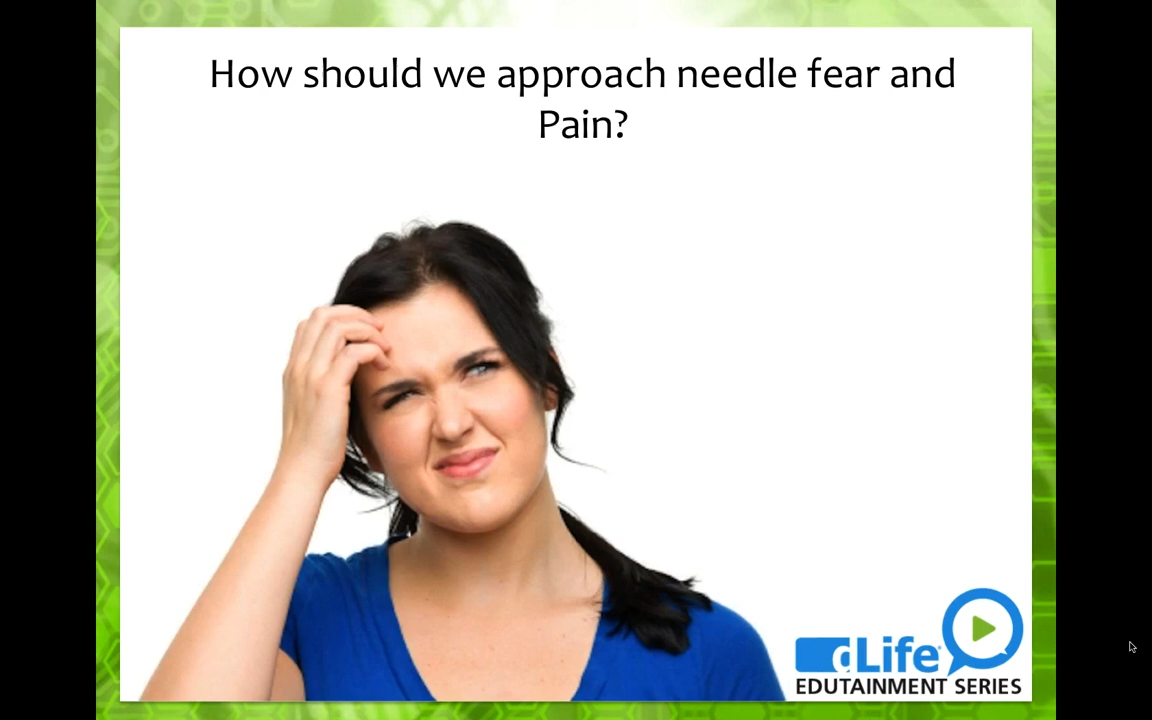 How should we approach needle fear and
Pain?
dLife
EDUTAINMENT SERIES